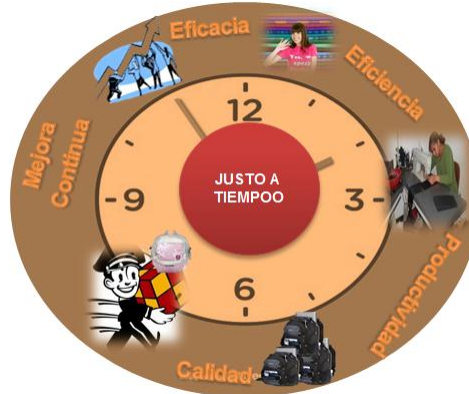 Eficacia
Eficiencia
Mejora
Continua
12
JUSTO A
TIEMPOO
9
3
6
Productividad
Calidad